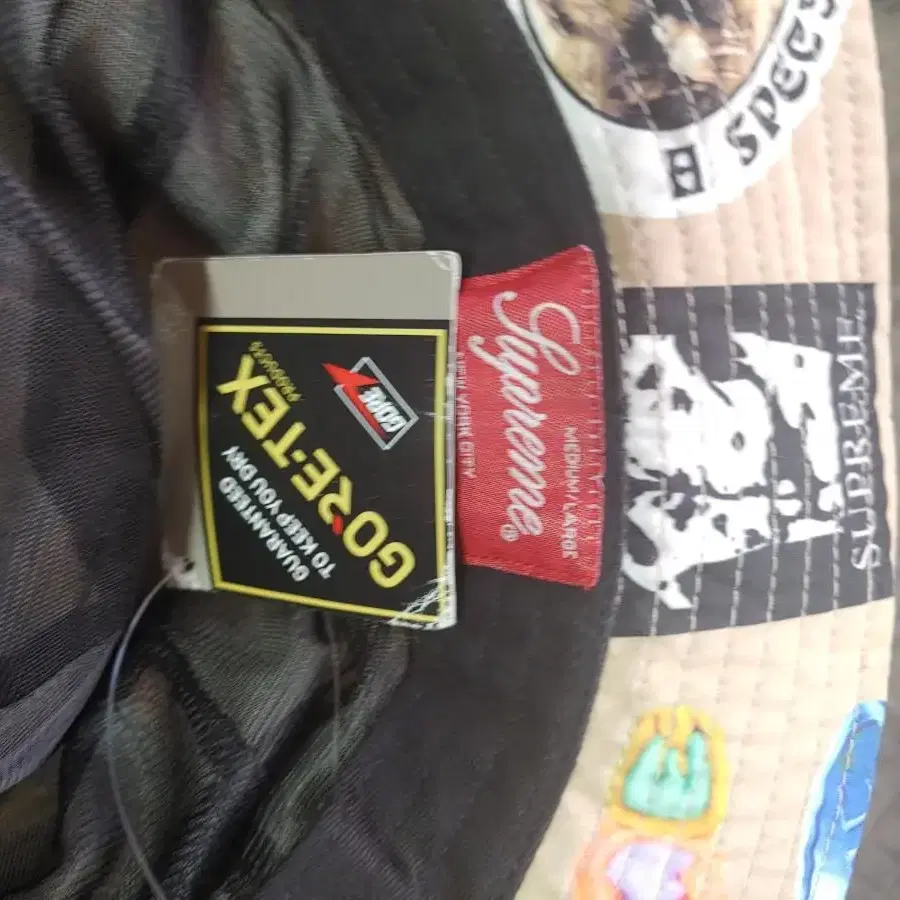 GORE
GORE-TEX
GUARANTEED
TO KEEP YOU DRY
Supreme®
NEW YORK CITY
MEDIUM/LARGE
SUPREME